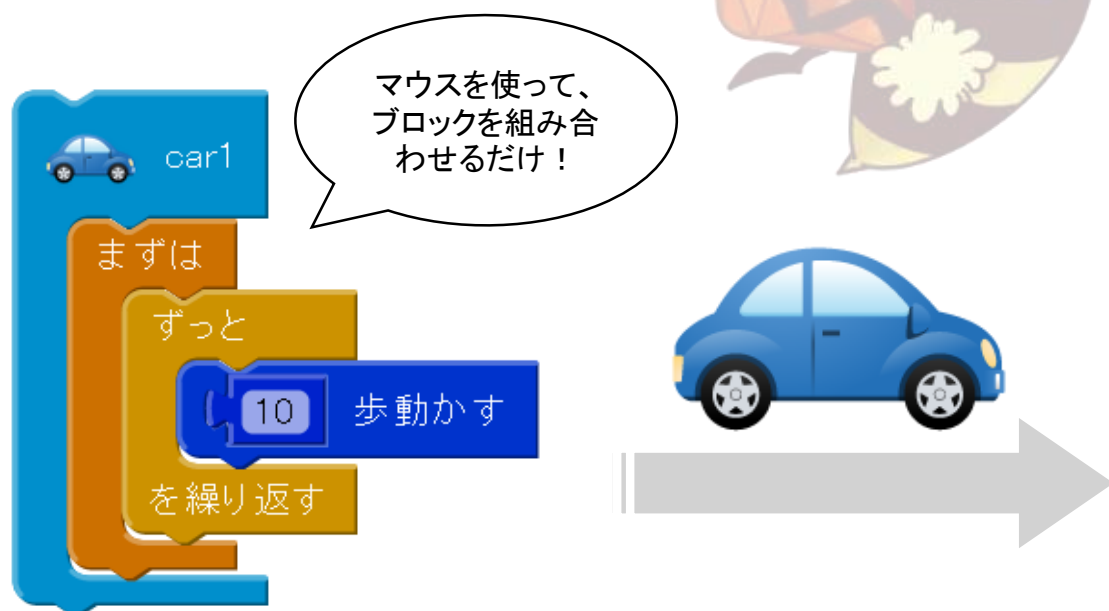 マウスを使って、
ブロックを組み合
わせるだけ！
car1
まずは
ずっと
10 歩動かす
を繰り返す